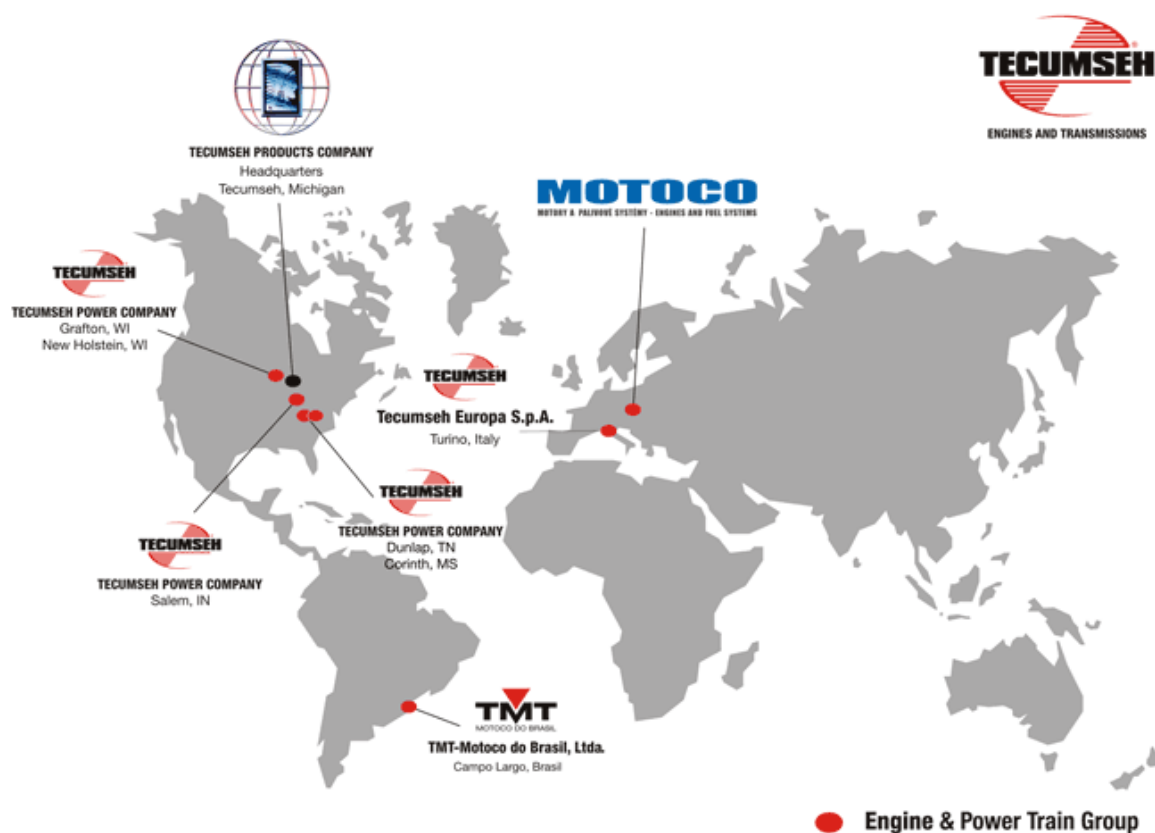 TECUMSEH
ENGINES AND TRANSMISSIONS
TECUMSEH PRODUCTS COMPANY
Headquarters
Tecumseh, Michigan
MOTOCO
MOTORY A PALIVOVÉ SYSTÉMY - ENGINES AND FUEL SYSTEMS
TECUMSEH
TECUMSEH POWER COMPANY
Grafton, WI
New Holstein, WI
TECUMSEH
Tecumseh Europa S.p.A.
Turino, Italy
TECUMSEH
TECUMSEH POWER COMPANY
Dunlap, TN
Corinth, MS
TECUMSEH
TECUMSEH POWER COMPANY
Salem, IN
TMT
MOTOCO DO BRASIL
TMT-Motoco do Brasil, Ltda.
Campo Largo, Brasil
Engine & Power Train Group